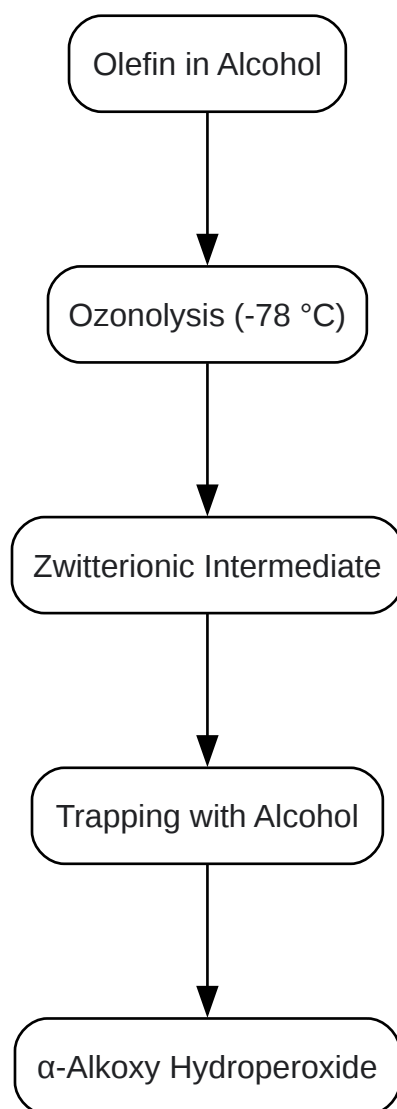 Olefin in Alcohol
Ozonolysis (-78 °C)
Zwitterionic Intermediate
Trapping with Alcohol
α-Alkoxy Hydroperoxide